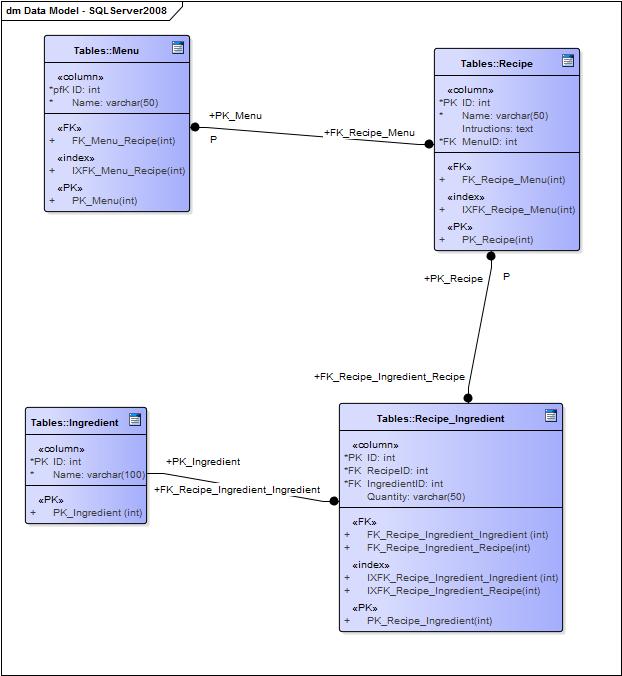 dm Data Model - SQLServer2008
Tables::Menu
«column»
*pfK ID: int
* Name: varchar(50)
«FK»
+ FK_Menu_Recipe(int)
«index»
+ IXFK_Menu_Recipe(int)
«PK»
+ PK_Menu(int)
+PK_Menu
P
+FK_Recipe_Menu
Tables::Recipe
«column»
*PK ID: int
* Name: varchar(50)
Intructions: text
*FK MenuID: int
«FK»
+ FK_Recipe_Menu(int)
«index»
+ IXFK_Recipe_Menu(int)
«PK»
+ PK_Recipe(int)
+PK_Recipe
P
+FK_Recipe_Ingredient_Recipe
Tables::Ingredient
«column»
*PK ID: int
* Name: varchar(100)
«PK»
+ PK_Ingredient (int)
+PK_Ingredient
+FK_Recipe_Ingredient_Ingredient
Tables::Recipe_Ingredient
«column»
*PK ID: int
*FK RecipeID: int
*FK IngredientID: int
Quantity: varchar(50)
«FK»
+ FK_Recipe_Ingredient_Ingredient (int)
+ FK_Recipe_Ingredient_Recipe(int)
«index»
+ IXFK_Recipe_Ingredient_Ingredient (int)
+ IXFK_Recipe_Ingredient_Recipe(int)
«PK»
+ PK_Recipe_Ingredient(int)